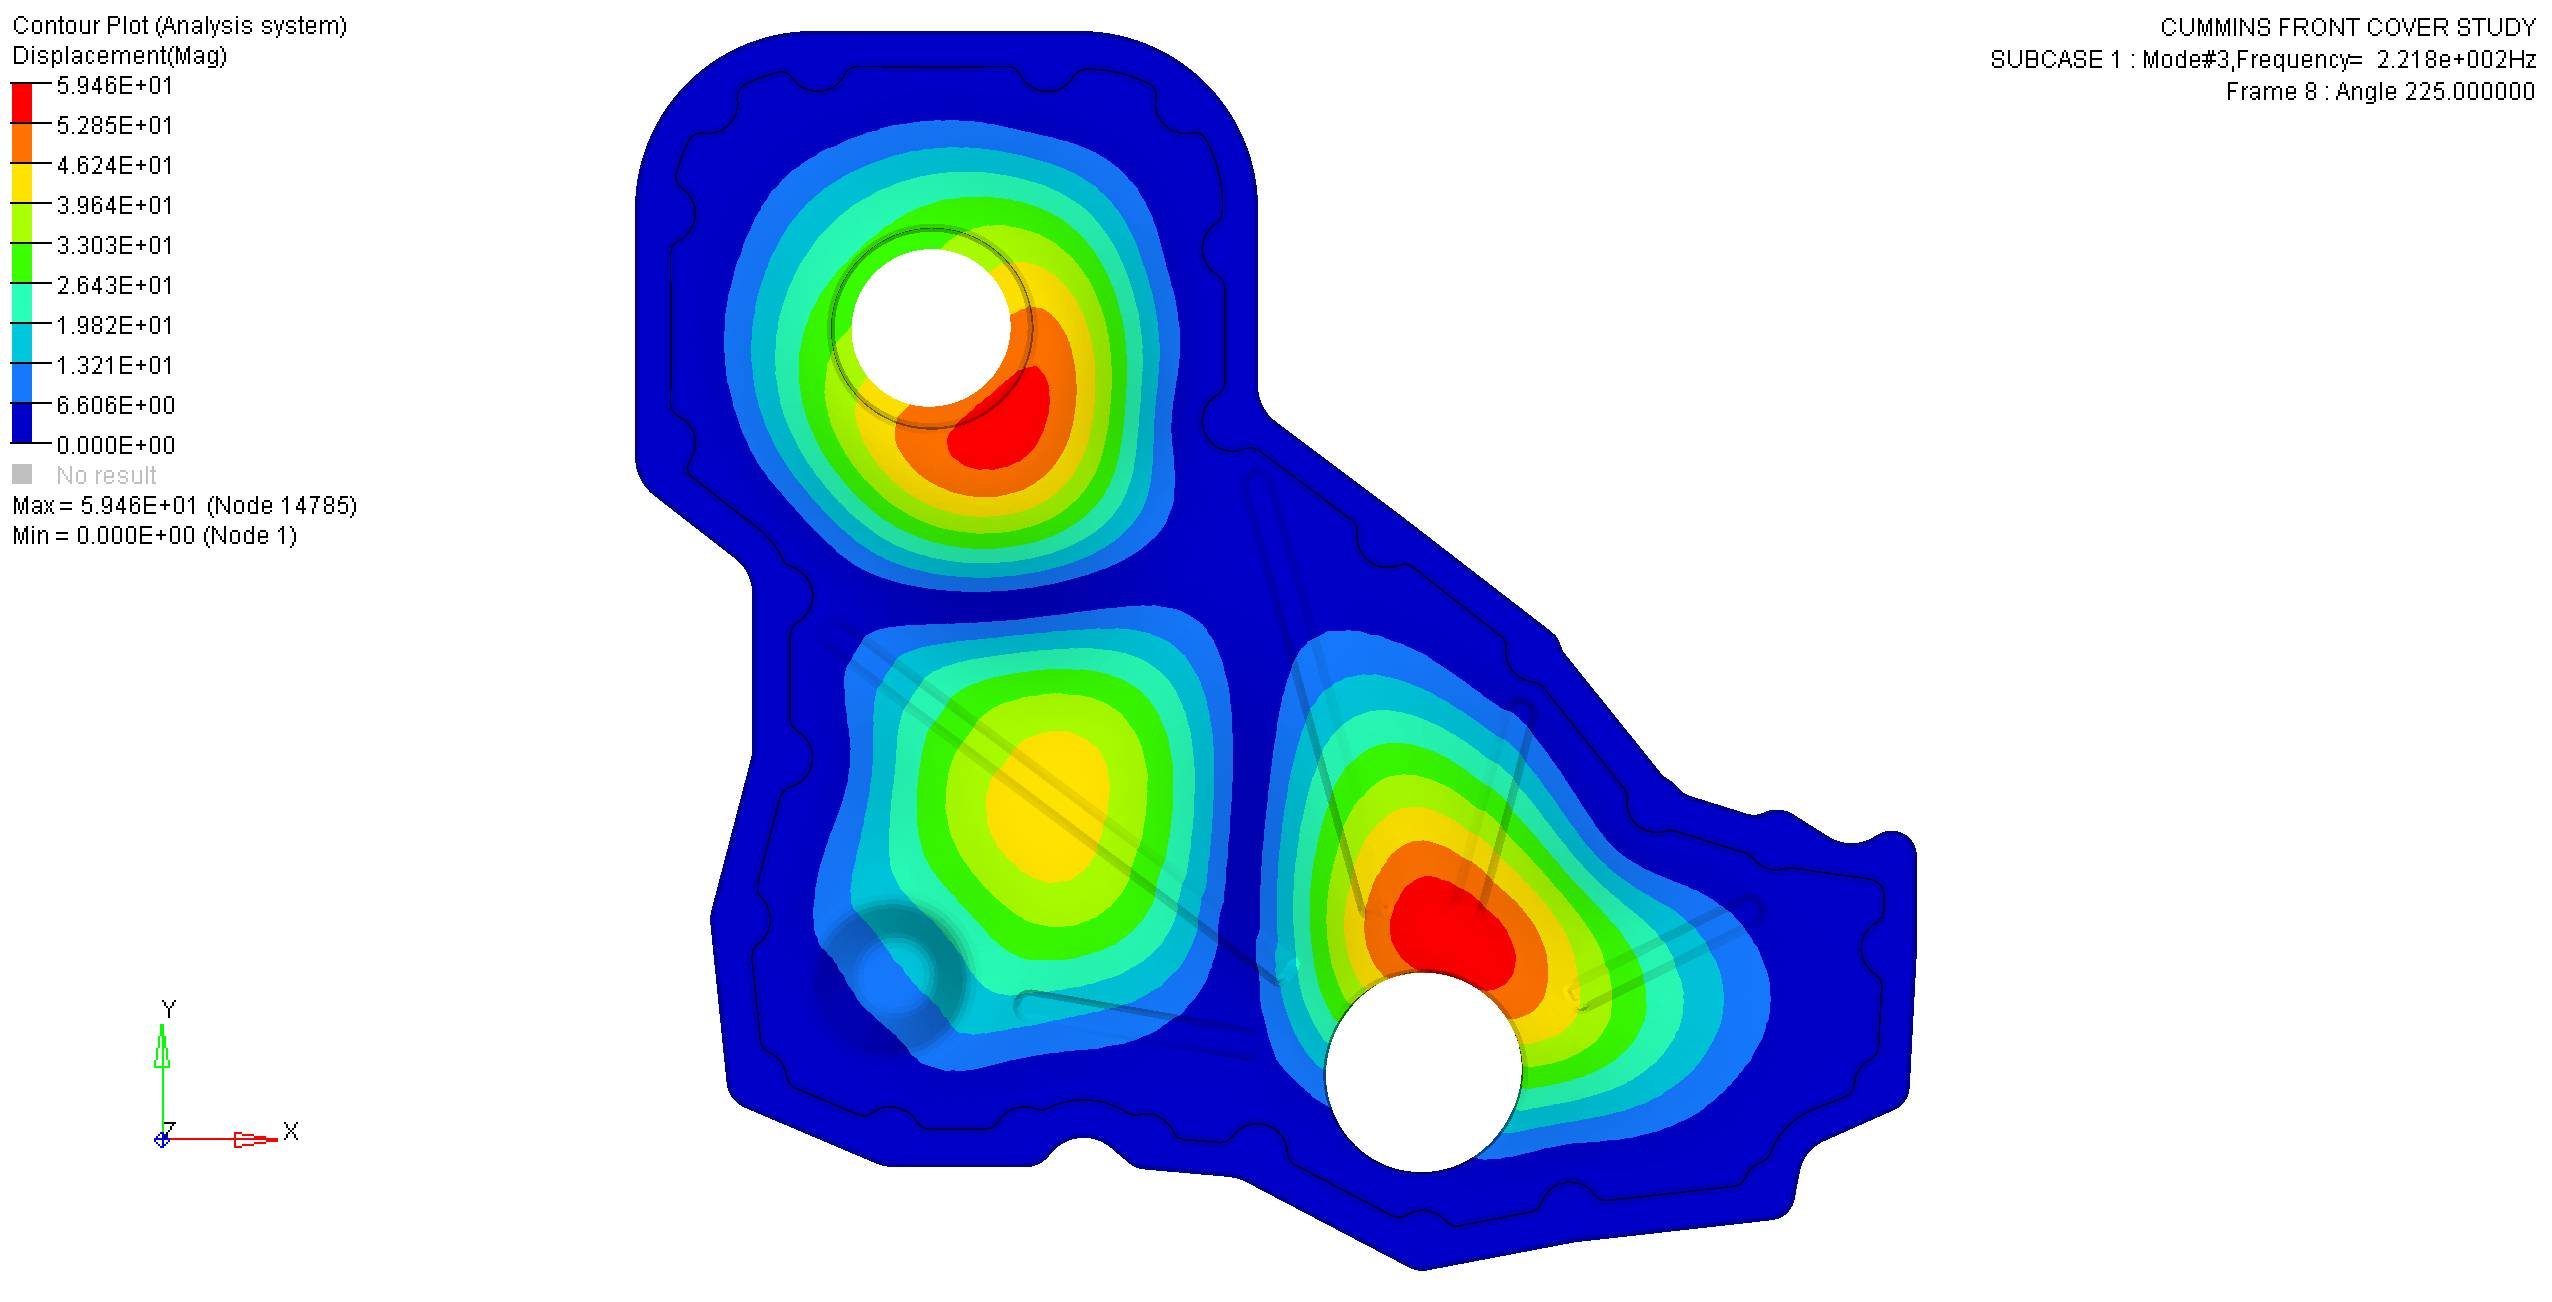 Contour Plot (Analysis system)
Displacement(Mag)
5.946E+01
5.285E+01
4.624E+01
3.964E+01
3.303E+01
2.643E+01
1.982E+01
1.321E+01
6.606E+00
0.000E+00
No result
Max = 5.946E+01 (Node 14785)
Min = 0.000E+00 (Node 1)
CUMMINS FRONT COVER STUDY
SUBCASE 1 : Mode#3,Frequency=  2.218e+002Hz
Frame 8 : Angle 225.000000
Y
Z
X